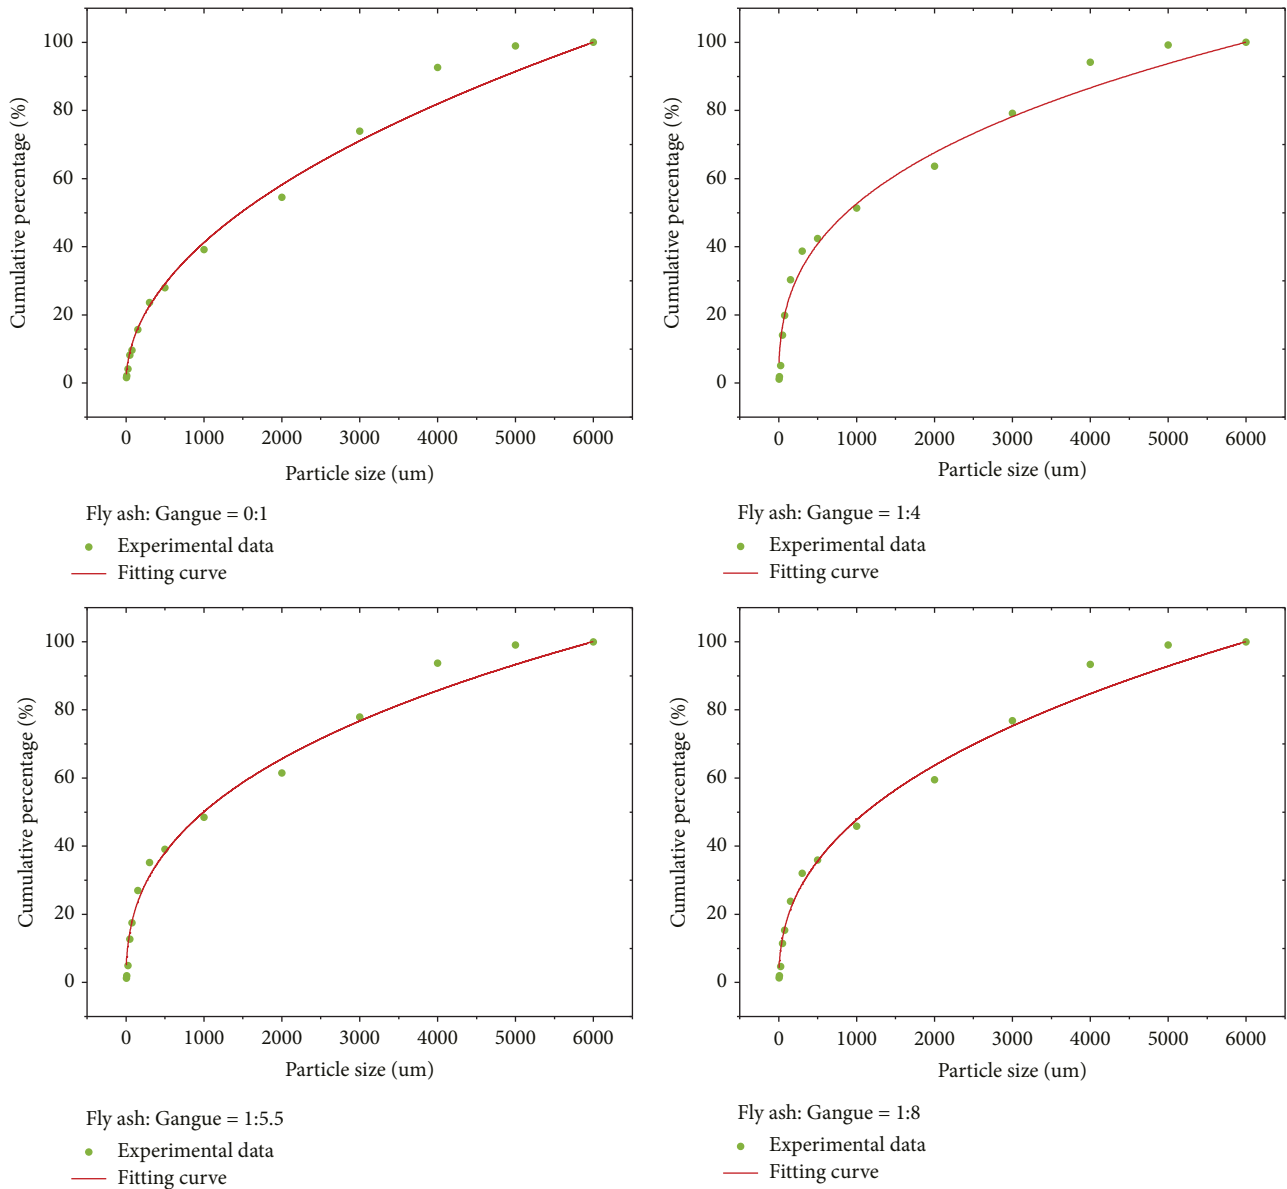 100
80
60
40
20
0
Cumulative percentage (%)
0 1000 2000 3000 4000 5000 6000
Particle size (um)
Fly ash: Gangue = 0:1
Experimental data
Fitting curve
100
80
60
40
20
0
Cumulative percentage (%)
0 1000 2000 3000 4000 5000 6000
Particle size (um)
Fly ash: Gangue = 1:4
Experimental data
Fitting curve
100
80
60
40
20
0
Cumulative percentage (%)
0 1000 2000 3000 4000 5000 6000
Particle size (um)
Fly ash: Gangue = 1:5.5
Experimental data
Fitting curve
100
80
60
40
20
0
Cumulative percentage (%)
0 1000 2000 3000 4000 5000 6000
Particle size (um)
Fly ash: Gangue = 1:8
Experimental data
Fitting curve